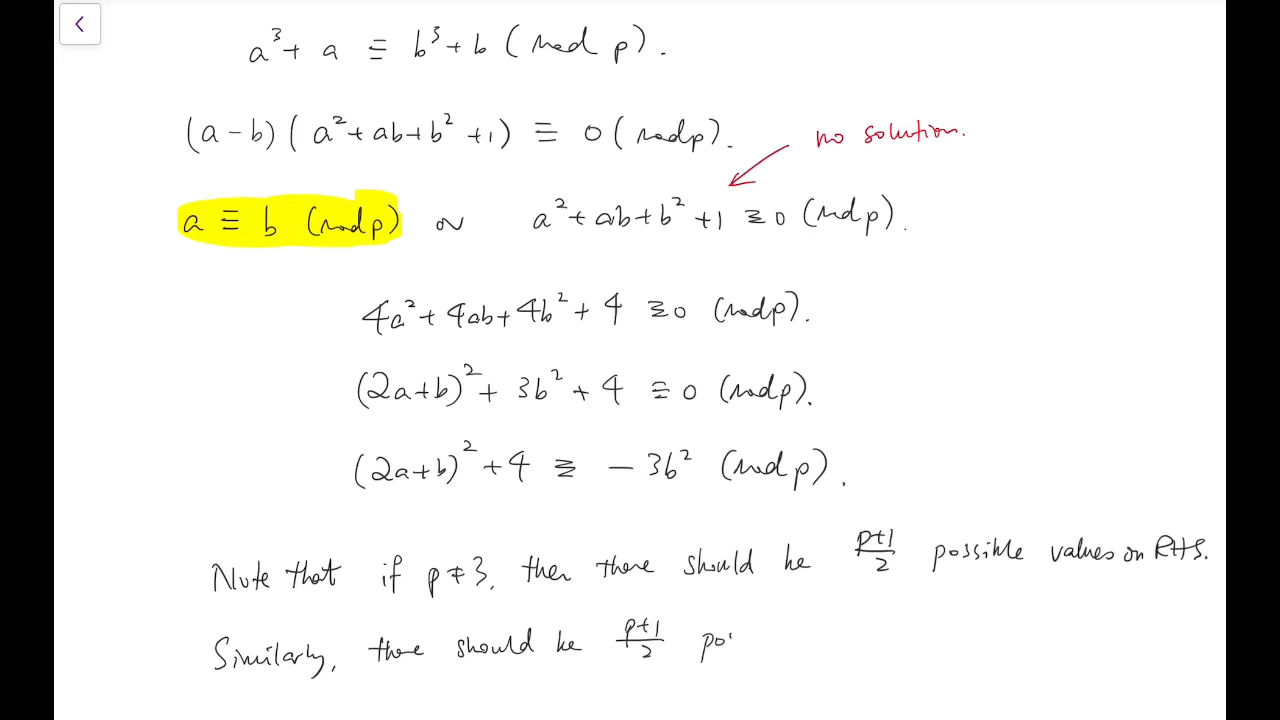 a³ + a ≡ b³ + b (mod p).
(a - b)(a² + ab + b² + 1) ≡ 0 (mod p).
no solution.
a ≡ b (mod p) or a² + ab + b² + 1 ≡ 0 (mod p).
4a² + 4ab + 4b² + 4 ≡ 0 (mod p).
(2a + b)² + 3b² + 4 ≡ 0 (mod p).
(2a + b)² + 4 ≡ - 3b² (mod p).
Note that if p ≠ 3, then there should be (p+1)/2 possible values on RHS.
Similarly, there should be (p+1)/2 po